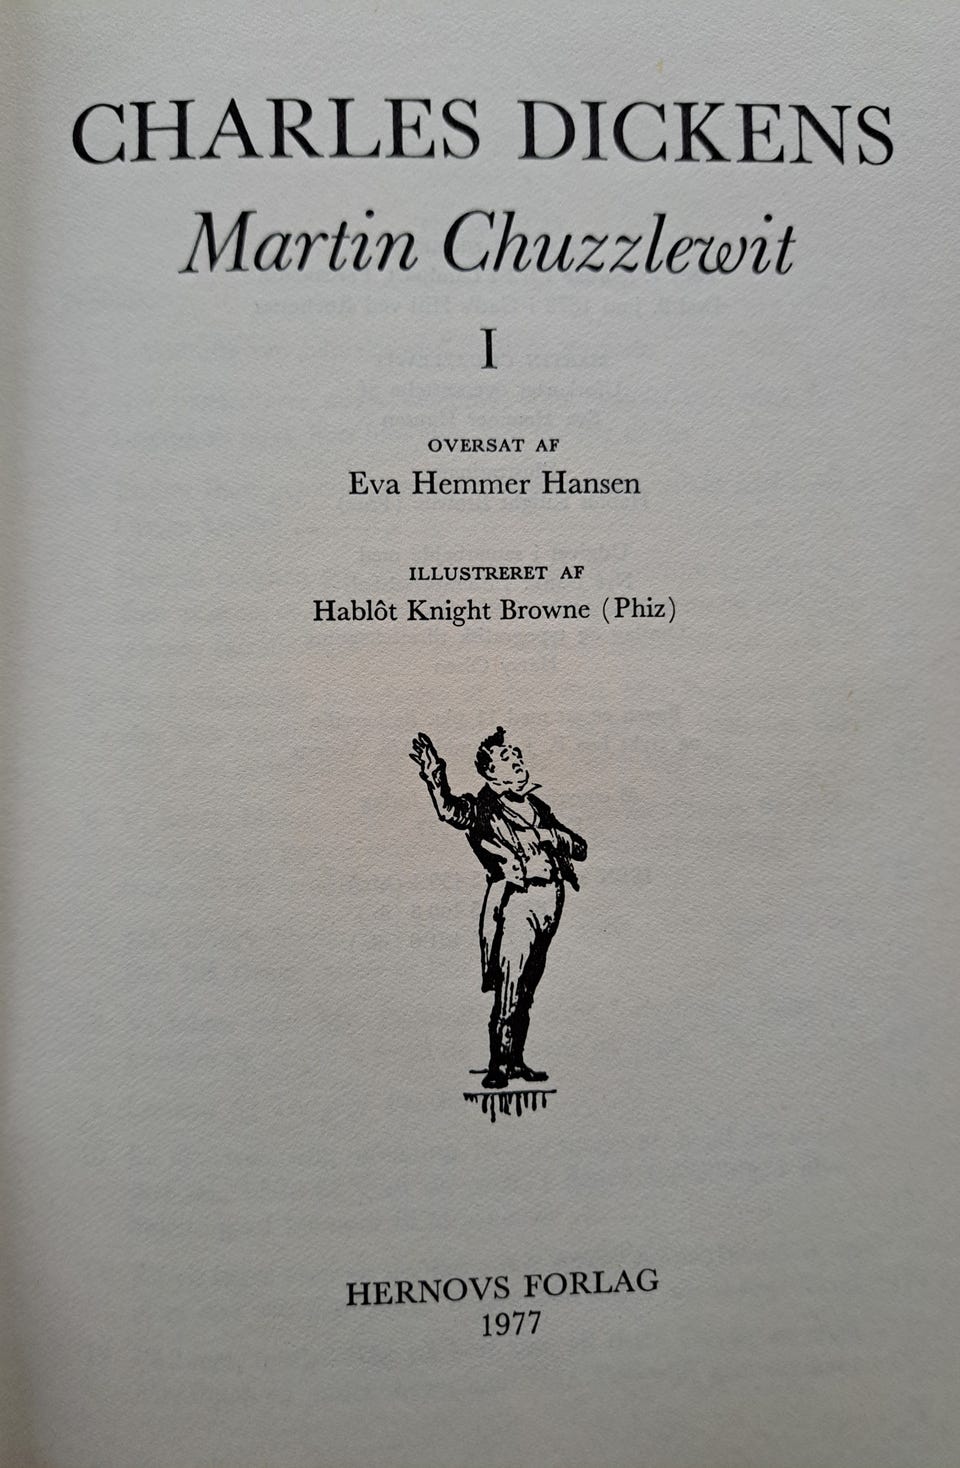 CHARLES DICKENS
Martin Chuzzlewit
I
OVERSAT AF
Eva Hemmer Hansen
ILLUSTRERET AF
Hablôt Knight Browne (Phiz)
HERNOVS FORLAG
1977